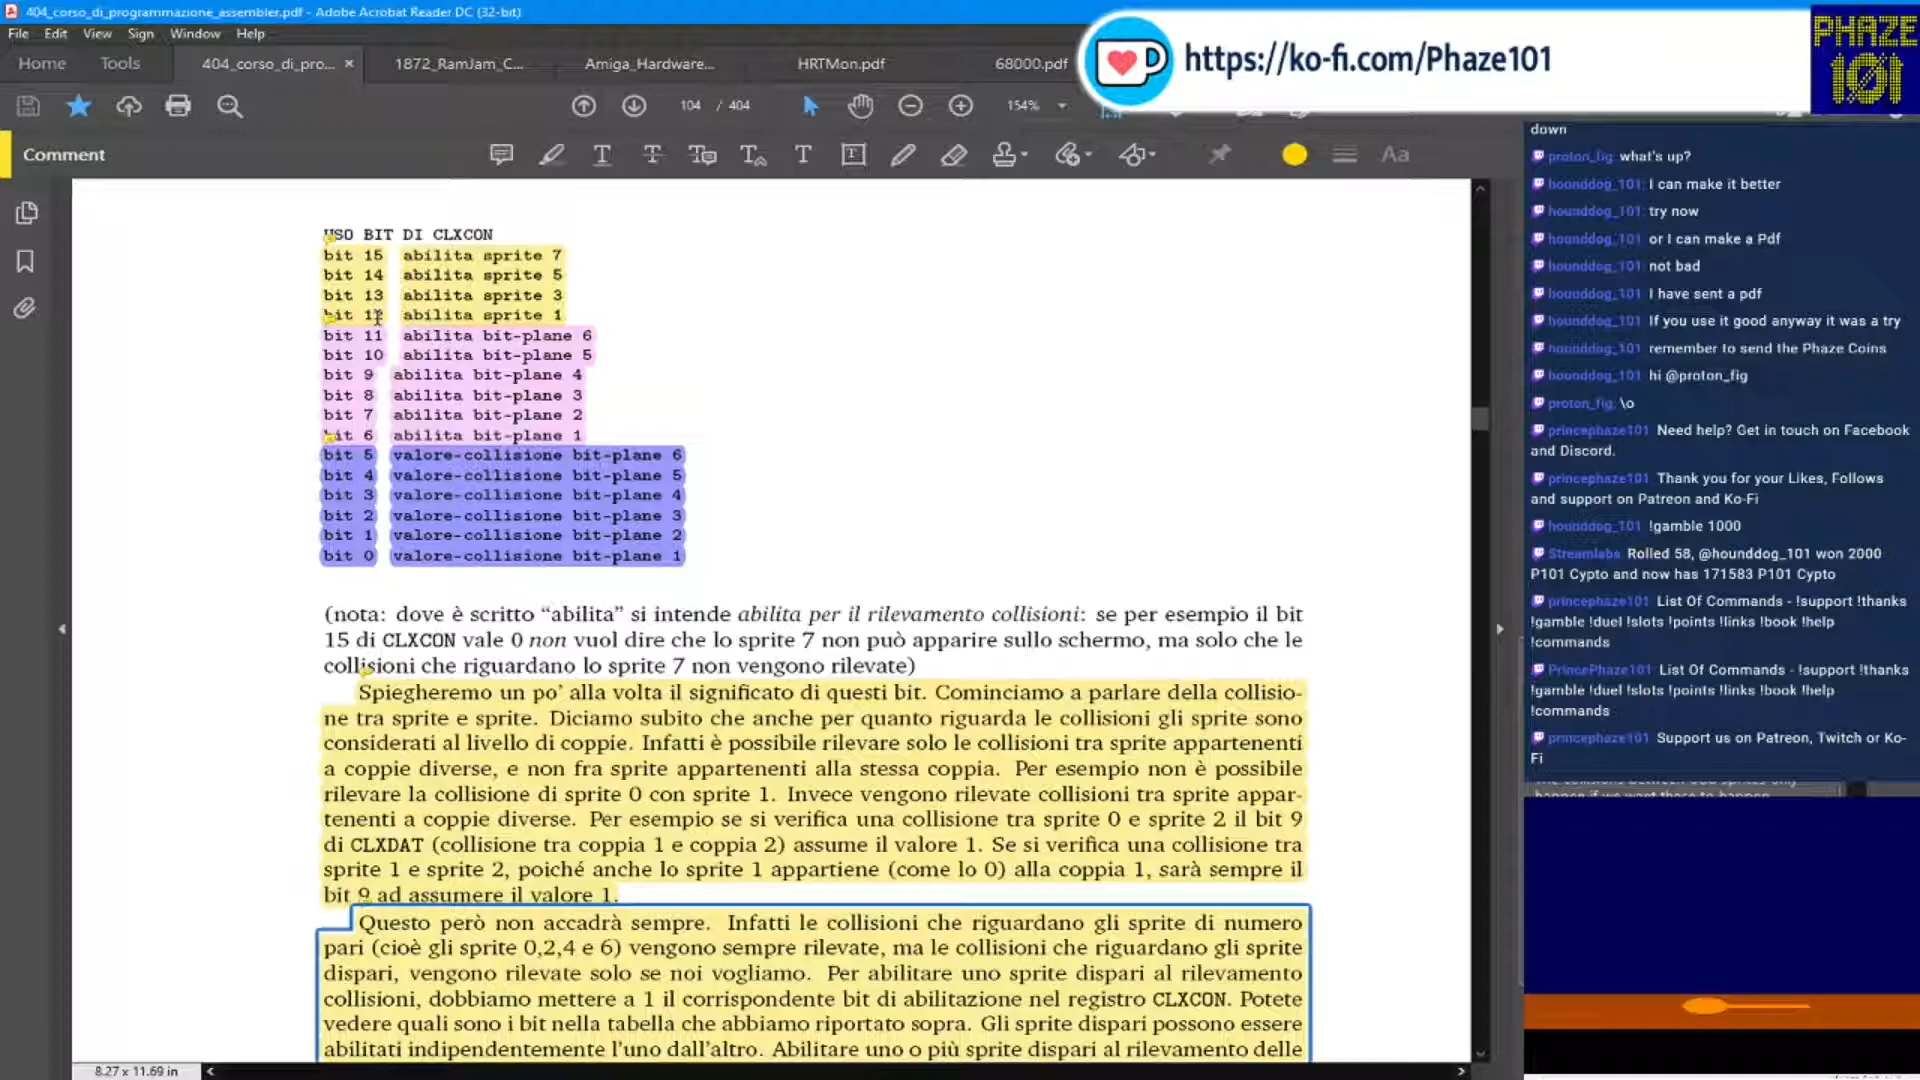 404_corso_di_programmazione_assembler.pdf - Adobe Acrobat Reader DC (32-bit)
File Edit View Sign Window Help
Home Tools 404_corso_di_pro... × 1872_RamJam_C... Amiga_Hardware... HRTMon.pdf 68000.pdf
https://ko-fi.com/Phaze101
PHAZE
101
104 / 404 154%
Comment
USO BIT DI CLXCON
bit 15 abilita sprite 7
bit 14 abilita sprite 5
bit 13 abilita sprite 3
bit 12 abilita sprite 1
bit 11 abilita bit-plane 6
bit 10 abilita bit-plane 5
bit 9 abilita bit-plane 4
bit 8 abilita bit-plane 3
bit 7 abilita bit-plane 2
bit 6 abilita bit-plane 1
bit 5 valore-collisione bit-plane 6
bit 4 valore-collisione bit-plane 5
bit 3 valore-collisione bit-plane 4
bit 2 valore-collisione bit-plane 3
bit 1 valore-collisione bit-plane 2
bit 0 valore-collisione bit-plane 1
(nota: dove è scritto “abilita” si intende abilita per il rilevamento collisioni: se per esempio il bit
15 di CLXCON vale 0 non vuol dire che lo sprite 7 non può apparire sullo schermo, ma solo che le
collisioni che riguardano lo sprite 7 non vengono rilevate)
Spiegheremo un po’ alla volta il significato di questi bit. Cominciamo a parlare della collisio-
ne tra sprite e sprite. Diciamo subito che anche per quanto riguarda le collisioni gli sprite sono
considerati al livello di coppie. Infatti è possibile rilevare solo le collisioni tra sprite appartenenti
a coppie diverse, e non fra sprite appartenenti alla stessa coppia. Per esempio non è possibile
rilevare la collisione di sprite 0 con sprite 1. Invece vengono rilevate collisioni tra sprite appar-
tenenti a coppie diverse. Per esempio se si verifica una collisione tra sprite 0 e sprite 2 il bit 9
di CLXDAT (collisione tra coppia 1 e coppia 2) assume il valore 1. Se si verifica una collisione tra
sprite 1 e sprite 2, poiché anche lo sprite 1 appartiene (come lo 0) alla coppia 1, sarà sempre il
bit 9 ad assumere il valore 1.
Questo però non accadrà sempre. Infatti le collisioni che riguardano gli sprite di numero
pari (cioè gli sprite 0,2,4 e 6) vengono sempre rilevate, ma le collisioni che riguardano gli sprite
dispari, vengono rilevate solo se noi vogliamo. Per abilitare uno sprite dispari al rilevamento
collisioni, dobbiamo mettere a 1 il corrispondente bit di abilitazione nel registro CLXCON. Potete
vedere quali sono i bit nella tabella che abbiamo riportato sopra. Gli sprite dispari possono essere
abilitati indipendentemente l’uno dall’altro. Abilitare uno o più sprite dispari al rilevamento delle
8.27 x 11.69 in
down
proton_fig: what's up?
hounddog_101: I can make it better
hounddog_101: try now
hounddog_101: or I can make a Pdf
hounddog_101: not bad
hounddog_101: I have sent a pdf
hounddog_101: If you use it good anyway it was a try
hounddog_101: remember to send the Phaze Coins
hounddog_101: hi @proton_fig
proton_fig: \o
princephaze101: Need help? Get in touch on Facebook
and Discord.
princephaze101: Thank you for your Likes, Follows
and support on Patreon and Ko-Fi
hounddog_101: !gamble 1000
Streamlabs: Rolled 58, @hounddog_101 won 2000
P101 Cypto and now has 171583 P101 Cypto
princephaze101: List Of Commands - !support !thanks
!gamble !duel !slots !points !links !book !help
!commands
PrincePhaze101: List Of Commands - !support !thanks
!gamble !duel !slots !points !links !book !help
!commands
princephaze101: Support us on Patreon, Twitch or Ko-
Fi